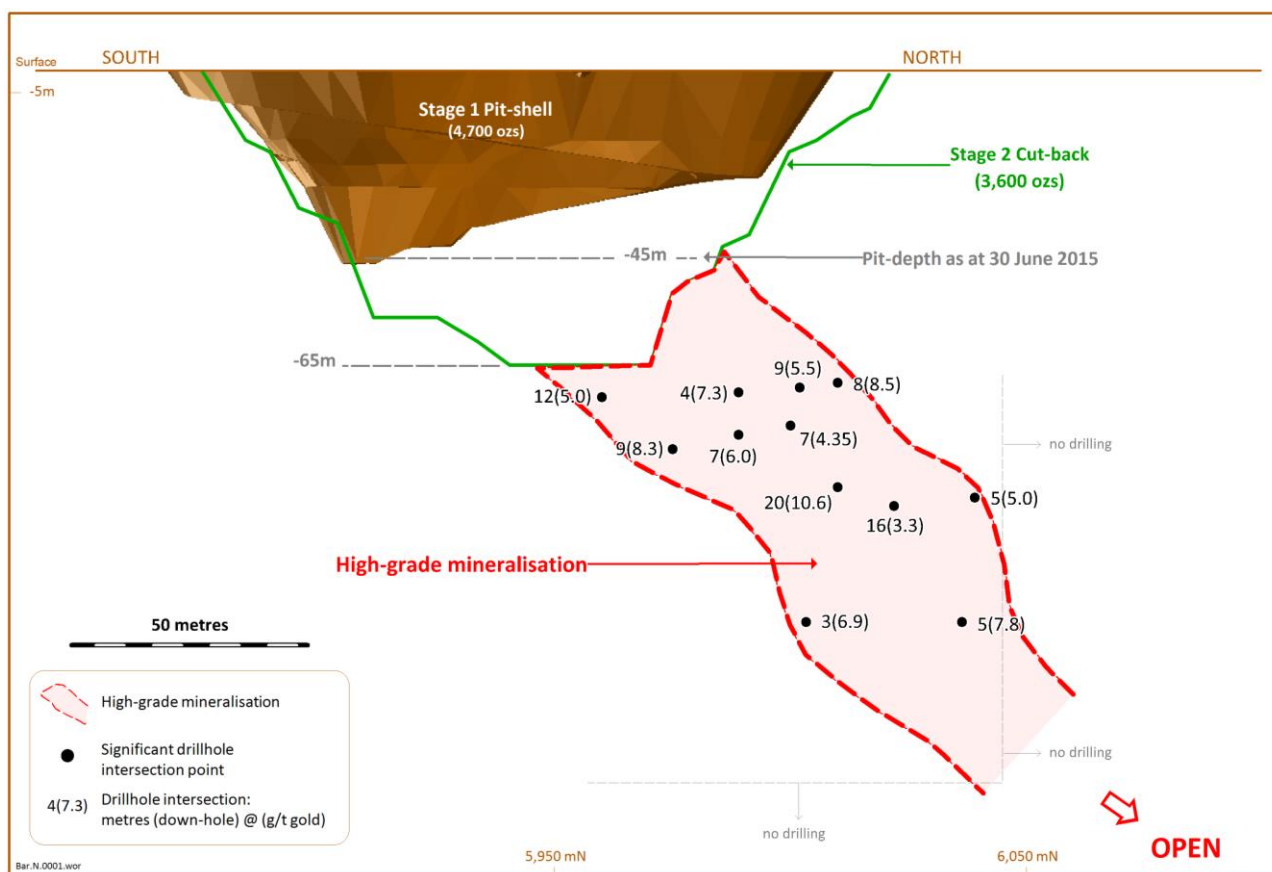 SOUTH
NORTH
Surface
-5m
Stage 1 Pit-shell
(4,700 ozs)
Stage 2 Cut-back
(3,600 ozs)
-45m
Pit-depth as at 30 June 2015
-65m
9(5.5)
8(8.5)
12(5.0)
4(7.3)
7(4.35)
no drilling
9(8.3)
7(6.0)
20(10.6)
5(5.0)
16(3.3)
High-grade mineralisation
50 metres
3(6.9)
5(7.8)
High-grade mineralisation
Significant drillhole
intersection point
4(7.3)
Drillhole intersection:
metres (down-hole) @ (g/t gold)
no drilling
no drilling
OPEN
Bar.N.0001.wor
5,950 mN
6,050 mN